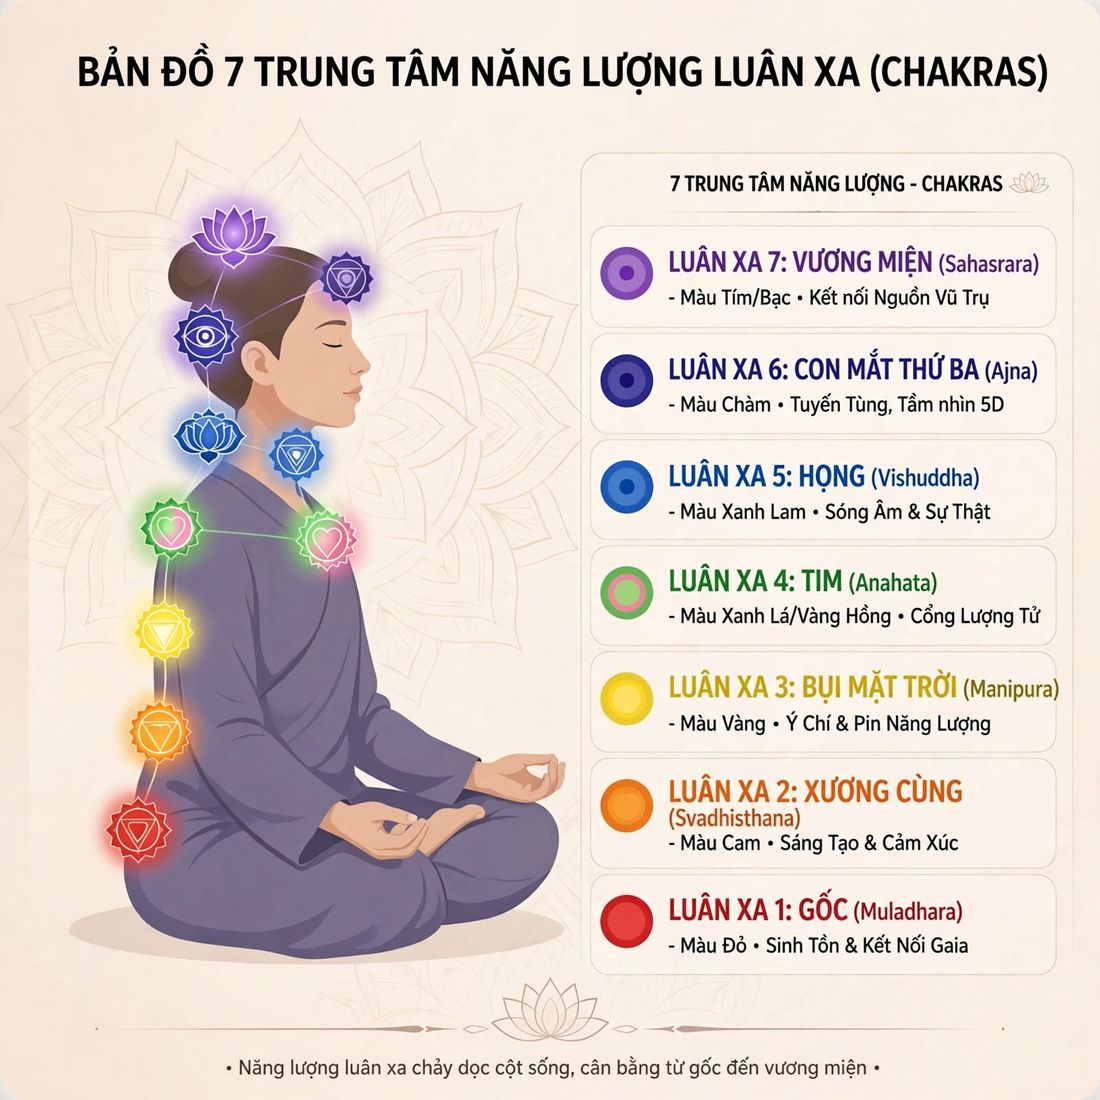 BẢN ĐỒ 7 TRUNG TÂM NĂNG LƯỢNG LUÂN XA (CHAKRAS)
7 TRUNG TÂM NĂNG LƯỢNG - CHAKRAS
LUÂN XA 7: VƯƠNG MIỆN (Sahasrara)
- Màu Tím/Bạc • Kết nối Nguồn Vũ Trụ
LUÂN XA 6: CON MẮT THỨ BA (Ajna)
- Màu Chàm • Tuyến Tùng, Tầm nhìn 5D
LUÂN XA 5: HỌNG (Vishuddha)
- Màu Xanh Lam • Sóng Âm & Sự Thật
LUÂN XA 4: TIM (Anahata)
- Màu Xanh Lá/Vàng Hồng • Cổng Lượng Tử
LUÂN XA 3: BỤI MẶT TRỜI (Manipura)
- Màu Vàng • Ý Chí & Pin Năng Lượng
LUÂN XA 2: XƯƠNG CÙNG
(Svadhisthana)
- Màu Cam • Sáng Tạo & Cảm Xúc
LUÂN XA 1: GỐC (Muladhara)
- Màu Đỏ • Sinh Tồn & Kết Nối Gaia
• Năng lượng luân xa chảy dọc cột sống, cân bằng từ gốc đến vương miện •